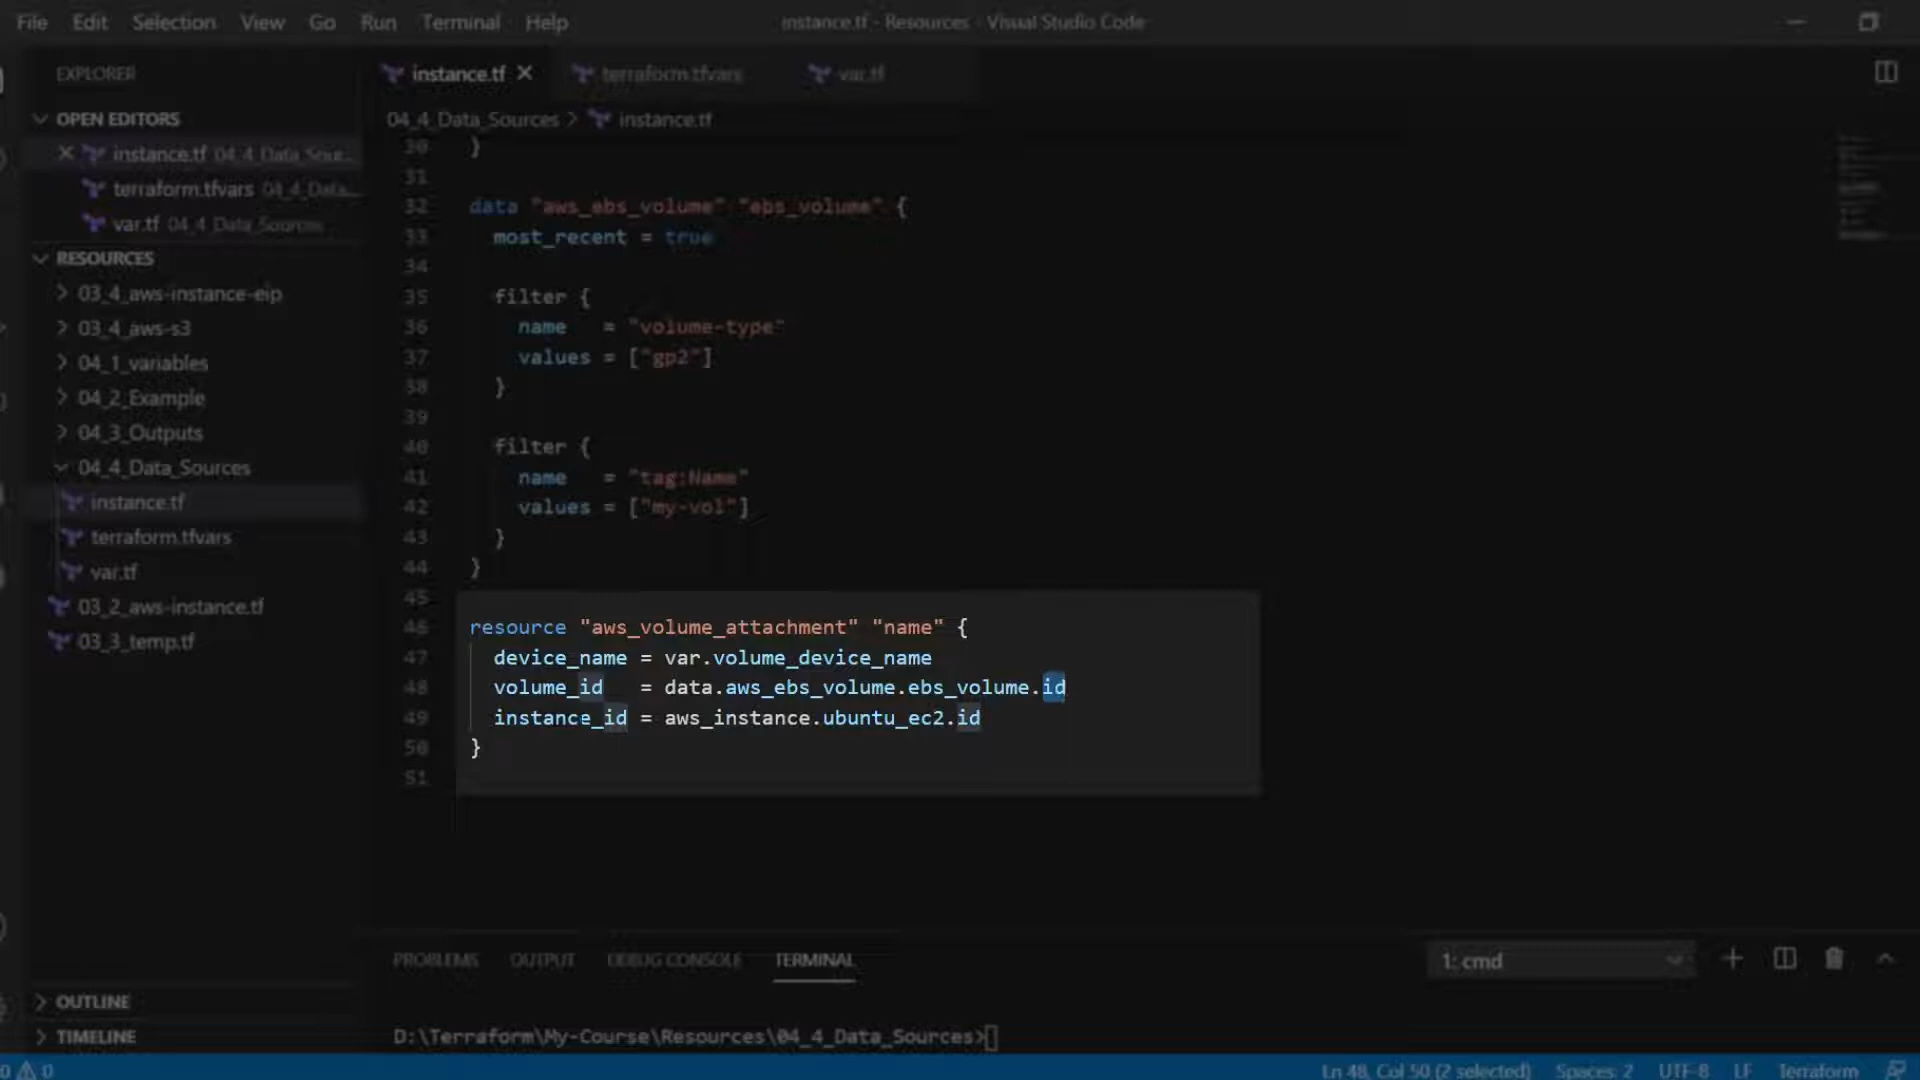 File Edit Selection View Go Run Terminal Help instance.tf - Resources - Visual Studio Code
EXPLORER
instance.tf terraform.tfvars var.tf
OPEN EDITORS
04_4_Data_Sources > instance.tf
instance.tf 04_4_Data_Sour...
terraform.tfvars 04_4_Data...
var.tf 04_4_Data_Sources
RESOURCES
03_4_aws-instance-eip
03_4_aws-s3
04_1_variables
04_2_Example
04_3_Outputs
04_4_Data_Sources
instance.tf
terraform.tfvars
var.tf
03_2_aws-instance.tf
03_3_temp.tf
OUTLINE
TIMELINE
30 }
31
32 data "aws_ebs_volume" "ebs_volume" {
33 most_recent = true
34
35 filter {
36 name = "volume-type"
37 values = ["gp2"]
38 }
39
40 filter {
41 name = "tag:Name"
42 values = ["my-vol"]
43 }
44 }
45
46 resource "aws_volume_attachment" "name" {
47 device_name = var.volume_device_name
48 volume_id = data.aws_ebs_volume.ebs_volume.id
49 instance_id = aws_instance.ubuntu_ec2.id
50 }
51
PROBLEMS OUTPUT DEBUG CONSOLE TERMINAL 1: cmd
D:\Terraform\My-Course\Resources\04_4_Data_Sources>
0 0 Ln 48, Col 50 (2 selected) Spaces: 2 UTF-8 LF Terraform